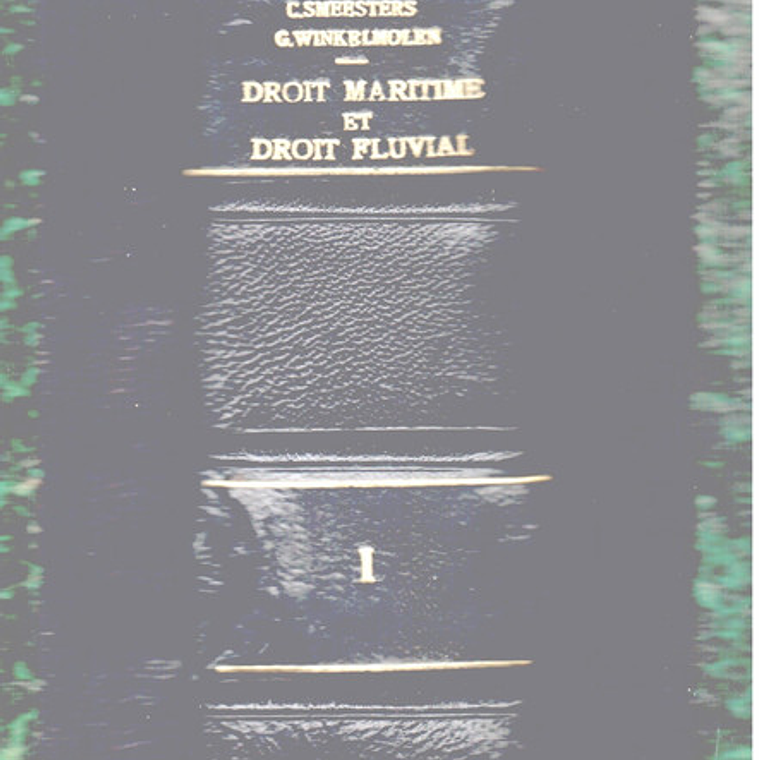 C.SMEESTERS
G.WINKELMOLEN
DROIT MARITIME
ET
DROIT FLUVIAL
I